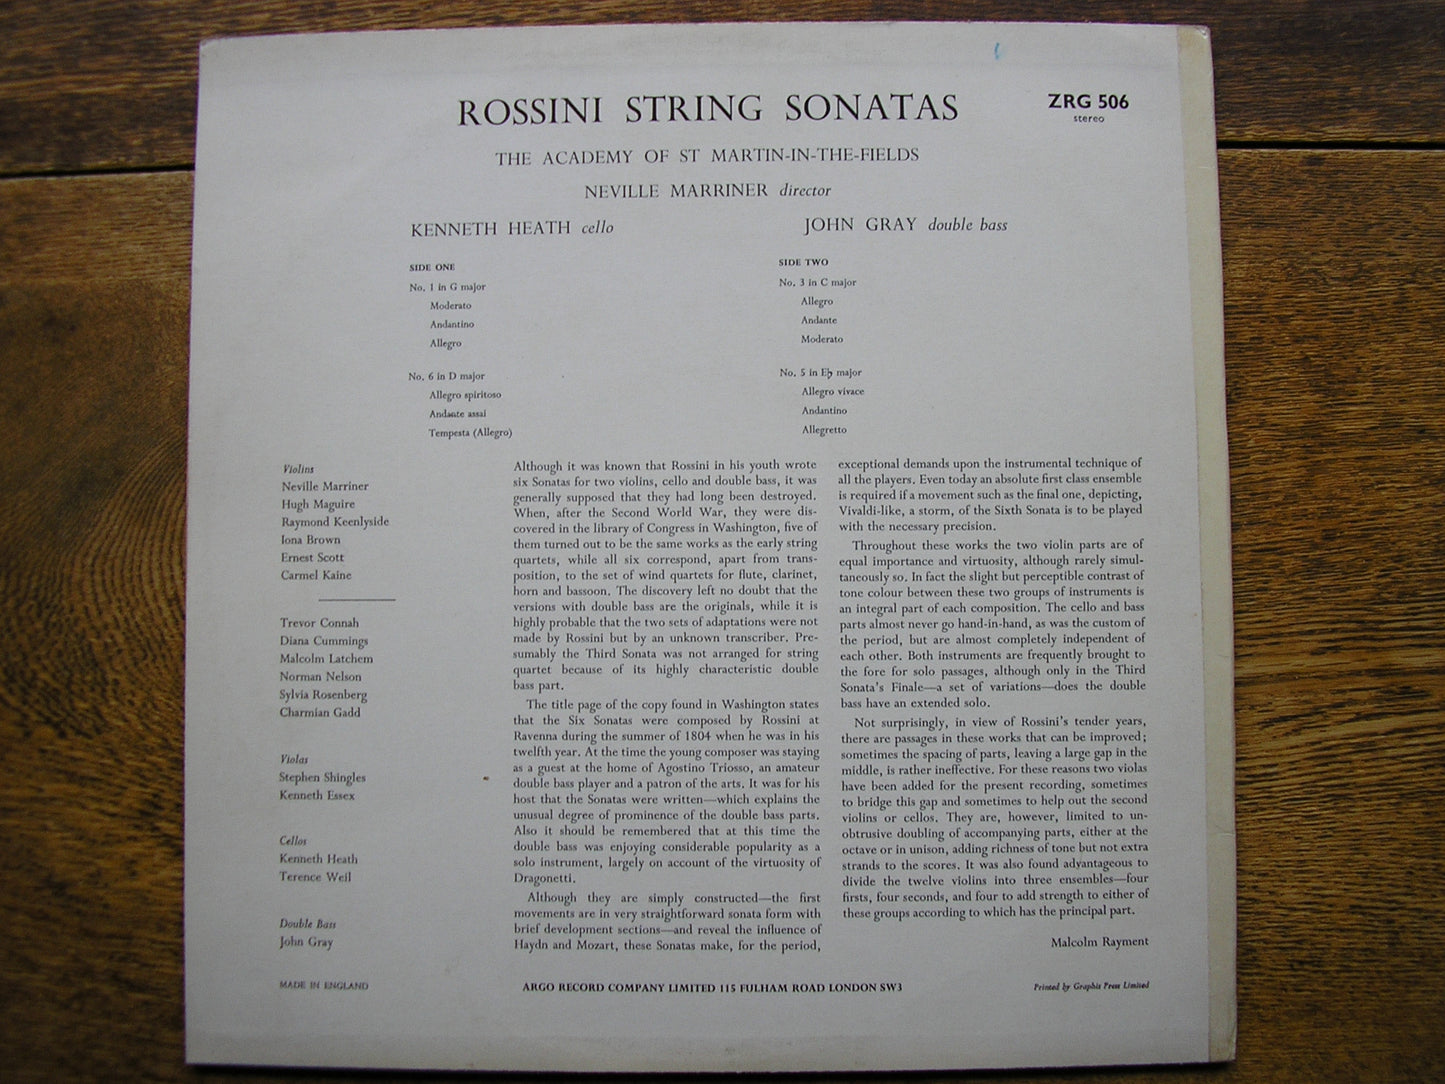 ROSSINI STRING SONATAS
ZRG 506
stereo
THE ACADEMY OF ST MARTIN-IN-THE-FIELDS
NEVILLE MARRINER director
KENNETH HEATH cello
JOHN GRAY double bass
SIDE ONE
No. 1 in G major
Moderato
Andantino
Allegro
No. 6 in D major
Allegro spiritoso
Andante assai
Tempesta (Allegro)
SIDE TWO
No. 3 in C major
Allegro
Andante
Moderato
No. 5 in E♭ major
Allegro vivace
Andantino
Allegretto
Violins
Neville Marriner
Hugh Maguire
Raymond Keenlyside
Iona Brown
Ernest Scott
Carmel Kaine
Trevor Connah
Diana Cummings
Malcolm Latchem
Norman Nelson
Sylvia Rosenberg
Charmian Gadd
Violas
Stephen Shingles
Kenneth Essex
Cellos
Kenneth Heath
Terence Weil
Double Bass
John Gray
Although it was known that Rossini in his youth wrote
six Sonatas for two violins, cello and double bass, it was
generally supposed that they had long been destroyed.
When, after the Second World War, they were dis-
covered in the library of Congress in Washington, five of
them turned out to be the same works as the early string
quartets, while all six correspond, apart from trans-
position, to the set of wind quartets for flute, clarinet,
horn and bassoon. The discovery left no doubt that the
versions with double bass are the originals, while it is
highly probable that the two sets of adaptations were not
made by Rossini but by an unknown transcriber. Pre-
sumably the Third Sonata was not arranged for string
quartet because of its highly characteristic double
bass part.
The title page of the copy found in Washington states
that the Six Sonatas were composed by Rossini at
Ravenna during the summer of 1804 when he was in his
twelfth year. At the time the young composer was staying
as a guest at the home of Agostino Triosso, an amateur
double bass player and a patron of the arts. It was for his
host that the Sonatas were written—which explains the
unusual degree of prominence of the double bass parts.
Also it should be remembered that at this time the
double bass was enjoying considerable popularity as a
solo instrument, largely on account of the virtuosity of
Dragonetti.
Although they are simply constructed—the first
movements are in very straightforward sonata form with
brief development sections—and reveal the influence of
Haydn and Mozart, these Sonatas make, for the period,
exceptional demands upon the instrumental technique of
all the players. Even today an absolute first class ensemble
is required if a movement such as the final one, depicting,
Vivaldi-like, a storm, of the Sixth Sonata is to be played
with the necessary precision.
Throughout these works the two violin parts are of
equal importance and virtuosity, although rarely simul-
taneously so. In fact the slight but perceptible contrast of
tone colour between these two groups of instruments is
an integral part of each composition. The cello and bass
parts almost never go hand-in-hand, as was the custom of
the period, but are almost completely independent of
each other. Both instruments are frequently brought to
the fore for solo passages, although only in the Third
Sonata's Finale—a set of variations—does the double
bass have an extended solo.
Not surprisingly, in view of Rossini's tender years,
there are passages in these works that can be improved;
sometimes the spacing of parts, leaving a large gap in the
middle, is rather ineffective. For these reasons two violas
have been added for the present recording, sometimes
to bridge this gap and sometimes to help out the second
violins or cellos. They are, however, limited to un-
obtrusive doubling of accompanying parts, either at the
octave or in unison, adding richness of tone but not extra
strands to the scores. It was also found advantageous to
divide the twelve violins into three ensembles—four
firsts, four seconds, and four to add strength to either of
these groups according to which has the principal part.
Malcolm Rayment
MADE IN ENGLAND
ARGO RECORD COMPANY LIMITED 115 FULHAM ROAD LONDON SW3
Printed by Graphis Press Limited